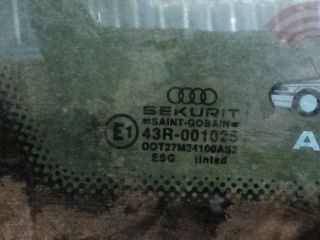 SEKURIT
SAINT-GOBAIN
E1
43R-001025
DOT27M24100AS2
ESG tinted
A